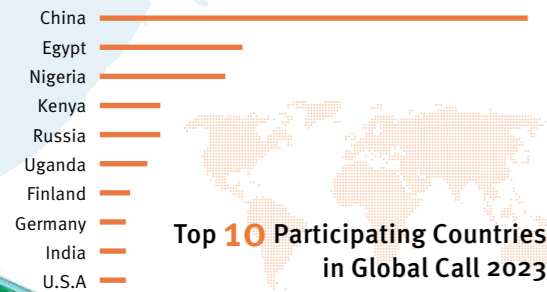 China
Egypt
Nigeria
Kenya
Russia
Uganda
Finland
Germany
India
U.S.A
Top 10 Participating Countries
in Global Call 2023